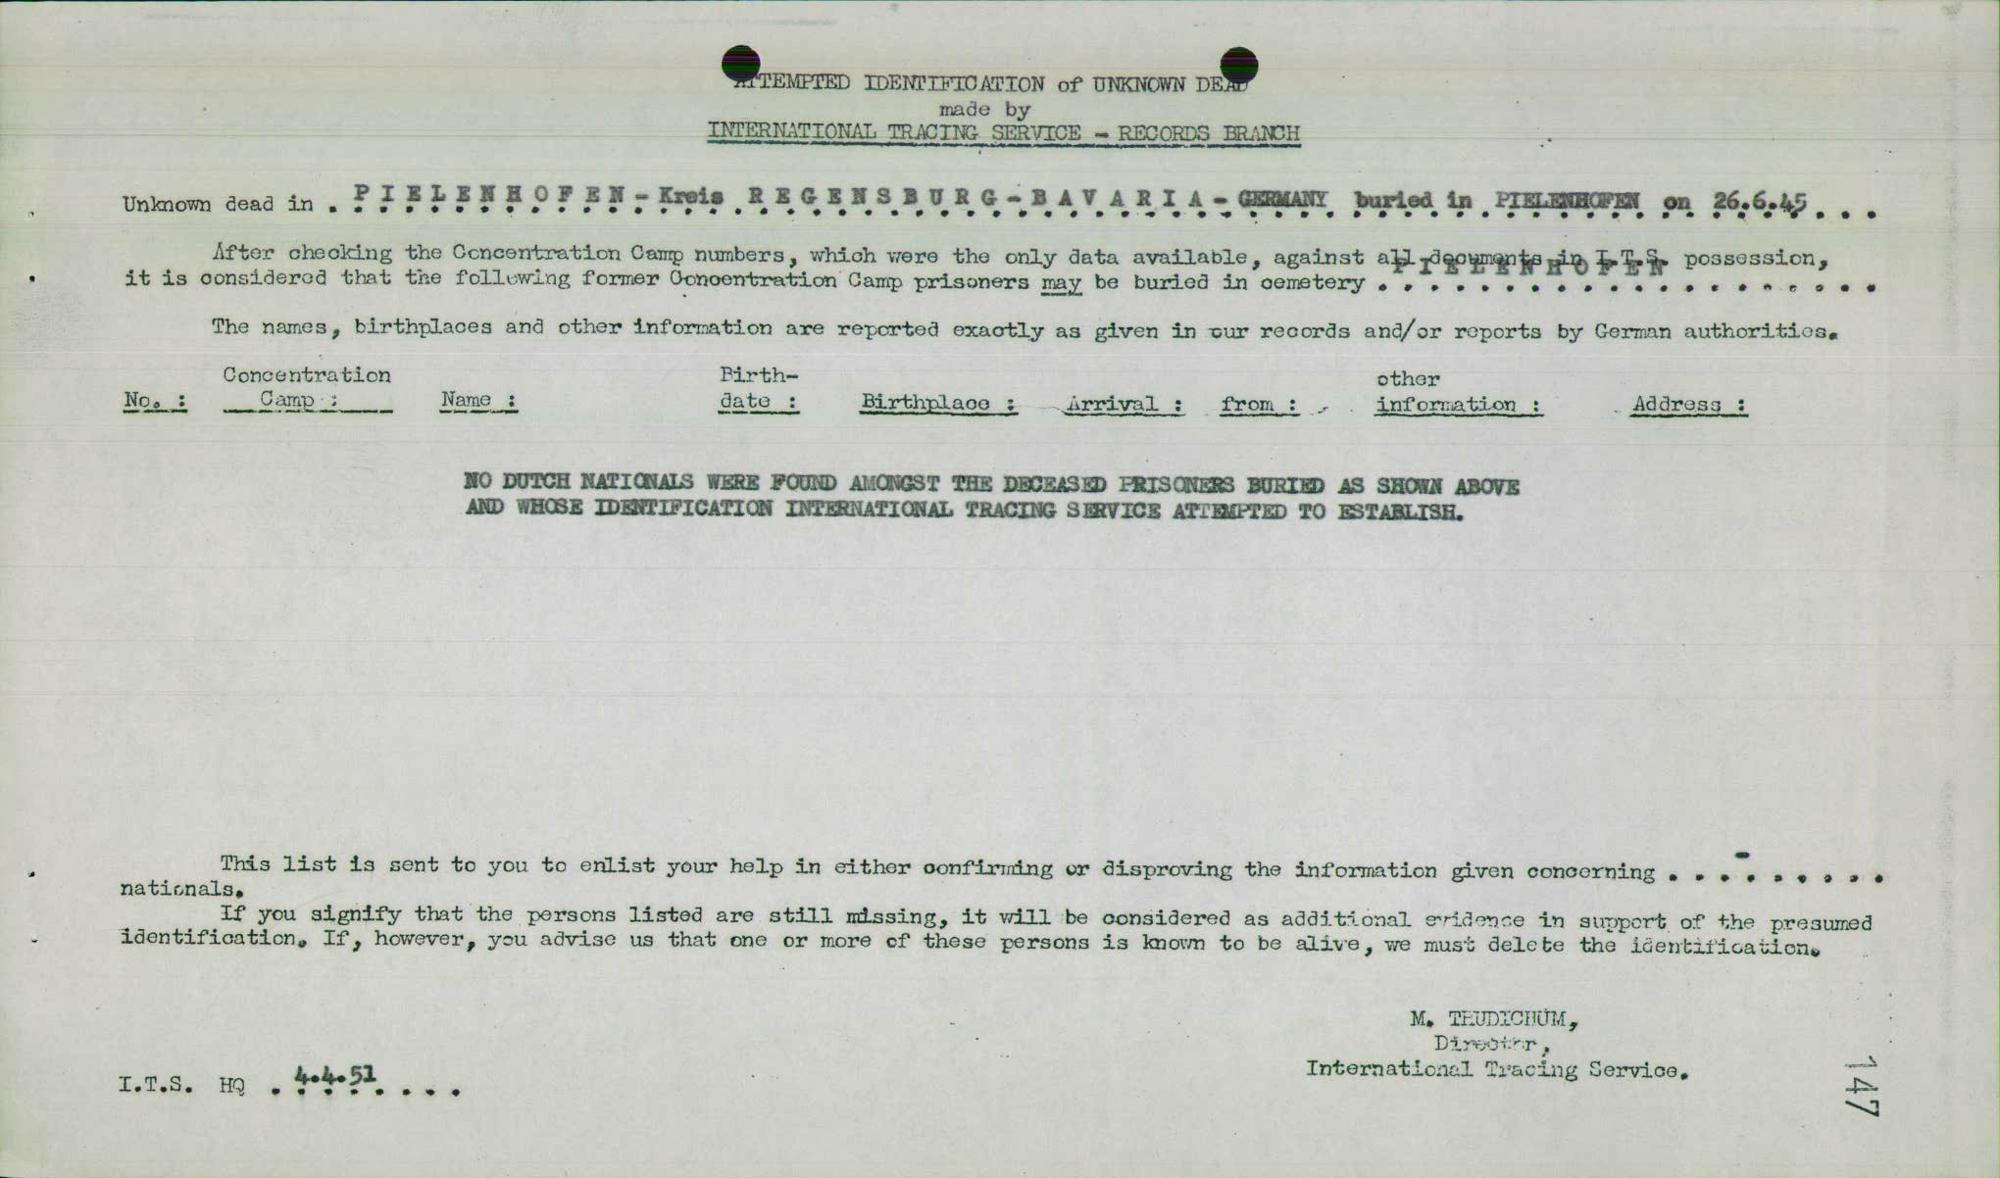 ATTEMPTED IDENTIFICATION of UNKNOWN DEAD
made by
INTERNATIONAL TRACING SERVICE - RECORDS BRANCH
Unknown dead in . PIELENHOFEN-Kreis REGENSBURG-BAVARIA-GERMANY buried in PIELENHOFEN on 26.6.45...
After checking the Concentration Camp numbers, which were the only data available, against all documents in I.T.S. possession,
it is considered that the following former Concentration Camp prisoners may be buried in cemetery PIELENHOFEN
The names, birthplaces and other information are reported exactly as given in our records and/or reports by German authorities.
No. : Concentration Camp : Name : Birth-date : Birthplace : Arrival : from : other information : Address :
NO DUTCH NATIONALS WERE FOUND AMONGST THE DECEASED PRISONERS BURIED AS SHOWN ABOVE
AND WHOSE IDENTIFICATION INTERNATIONAL TRACING SERVICE ATTEMPTED TO ESTABLISH.
This list is sent to you to enlist your help in either confirming or disproving the information given concerning . . . - . . . . . .
nationals.
If you signify that the persons listed are still missing, it will be considered as additional evidence in support of the presumed
identification. If, however, you advise us that one or more of these persons is known to be alive, we must delete the identification.
M. THUDICHUM,
Director,
International Tracing Service.
I.T.S. HQ . 4.4.51 . . . .
147